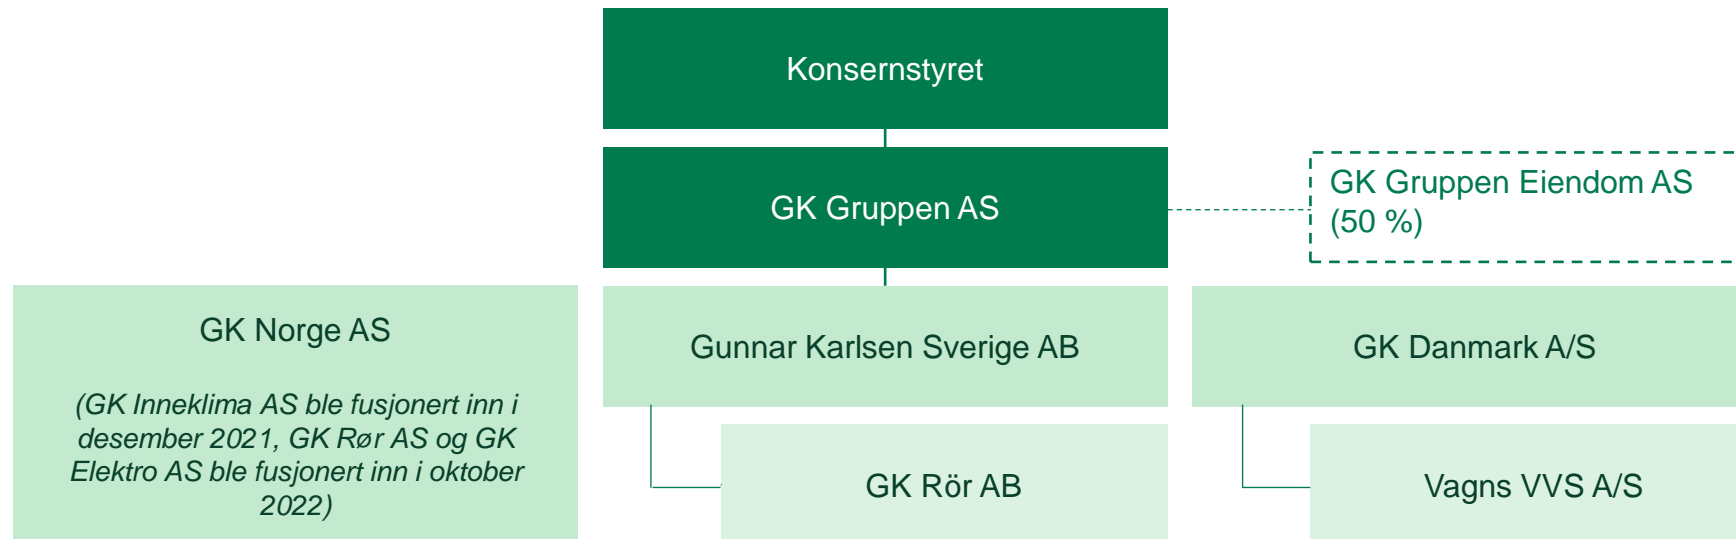 Konsernstyret
GK Gruppen AS
GK Gruppen Eiendom AS
(50 %)
GK Norge AS
(GK Inneklima AS ble fusjonert inn i
desember 2021, GK Rør AS og GK
Elektro AS ble fusjonert inn i oktober
2022)
Gunnar Karlsen Sverige AB
GK Rör AB
GK Danmark A/S
Vagns VVS A/S